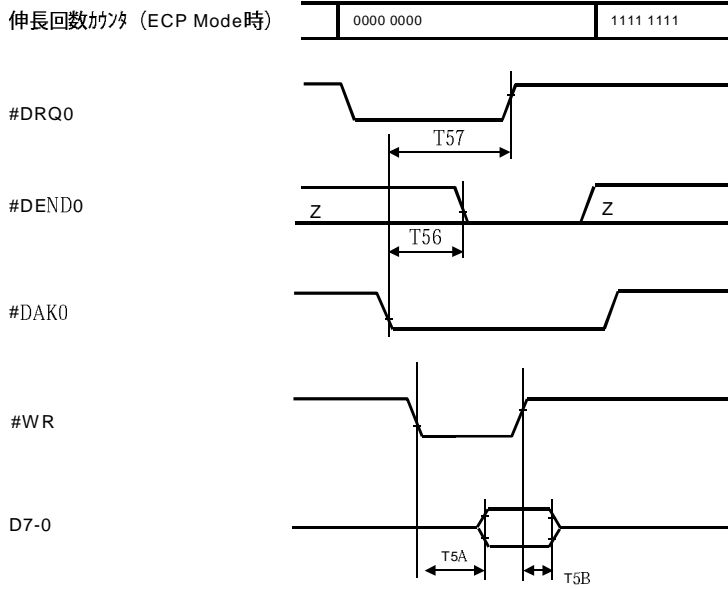 伸長回数ｶｳﾝﾀ（ECP Mode時） 0000 0000 1111 1111
#DRQ0
T57
#DEND0 Z Z
T56
#DAK0
#WR
D7-0
T5A
T5B